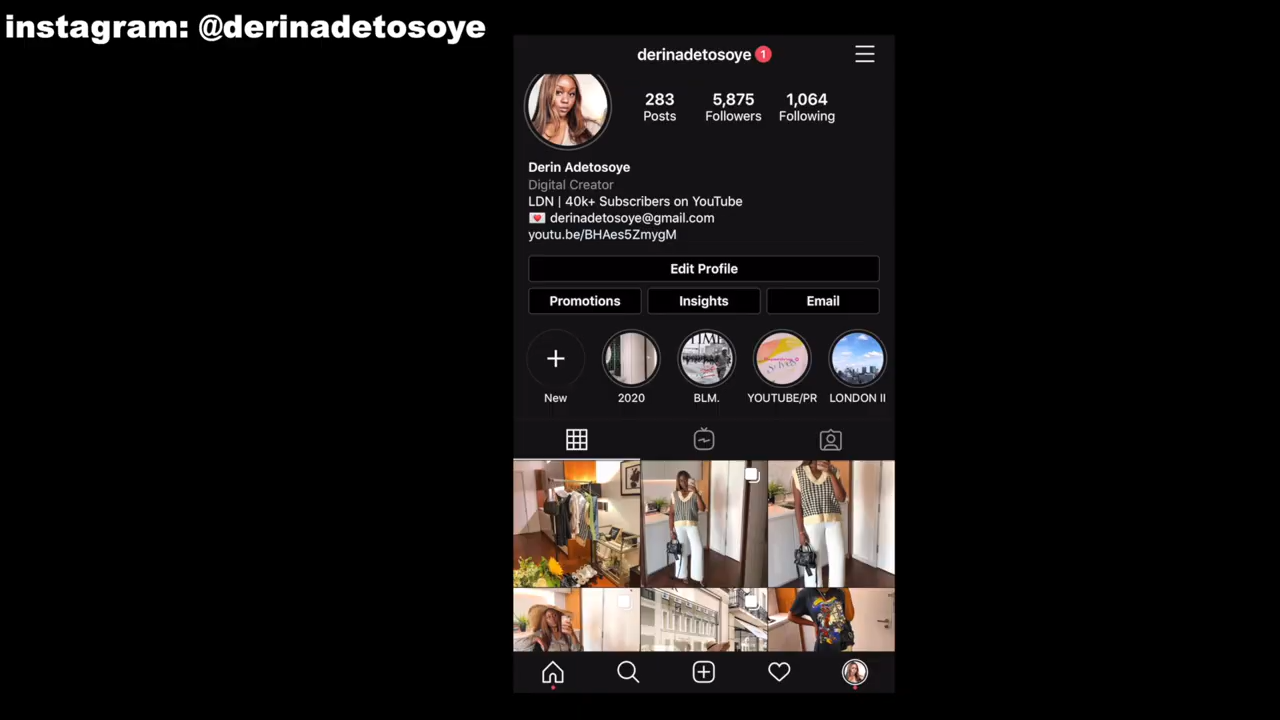 instagram: @derinadetosoye
derinadetosoye 1
283 5,875 1,064
Posts Followers Following
Derin Adetosoye
Digital Creator
LDN | 40k+ Subscribers on YouTube
💌 derinadetosoye@gmail.com
youtu.be/BHAes5ZmygM
Edit Profile
Promotions Insights Email
TIME
New 2020 BLM. YOUTUBE/PR LONDON II